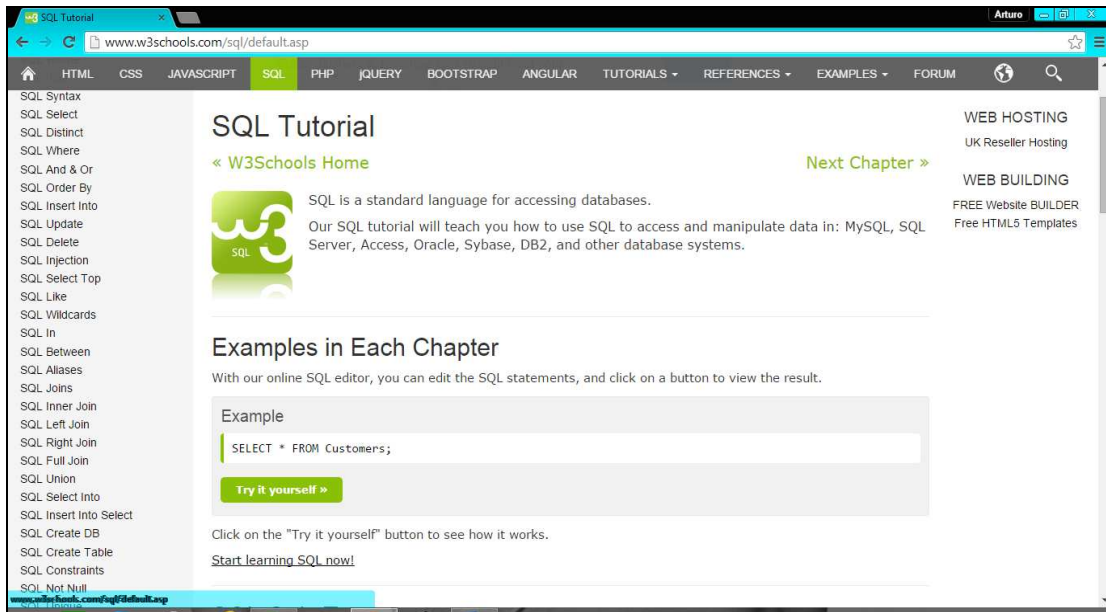 SQL Tutorial
Arturo
www.w3schools.com/sql/default.asp
HTML CSS JAVASCRIPT SQL PHP jQUERY BOOTSTRAP ANGULAR TUTORIALS REFERENCES EXAMPLES FORUM
SQL Syntax
SQL Select
SQL Distinct
SQL Where
SQL And & Or
SQL Order By
SQL Insert Into
SQL Update
SQL Delete
SQL Injection
SQL Select Top
SQL Like
SQL Wildcards
SQL In
SQL Between
SQL Aliases
SQL Joins
SQL Inner Join
SQL Left Join
SQL Right Join
SQL Full Join
SQL Union
SQL Select Into
SQL Insert Into Select
SQL Create DB
SQL Create Table
SQL Constraints
SQL Not Null
SQL Unique
www.w3schools.com/sql/default.asp
SQL Tutorial
« W3Schools Home
Next Chapter »
w3
SQL
SQL is a standard language for accessing databases.
Our SQL tutorial will teach you how to use SQL to access and manipulate data in: MySQL, SQL
Server, Access, Oracle, Sybase, DB2, and other database systems.
Examples in Each Chapter
With our online SQL editor, you can edit the SQL statements, and click on a button to view the result.
Example
SELECT * FROM Customers;
Try it yourself »
Click on the "Try it yourself" button to see how it works.
Start learning SQL now!
WEB HOSTING
UK Reseller Hosting
WEB BUILDING
FREE Website BUILDER
Free HTML5 Templates